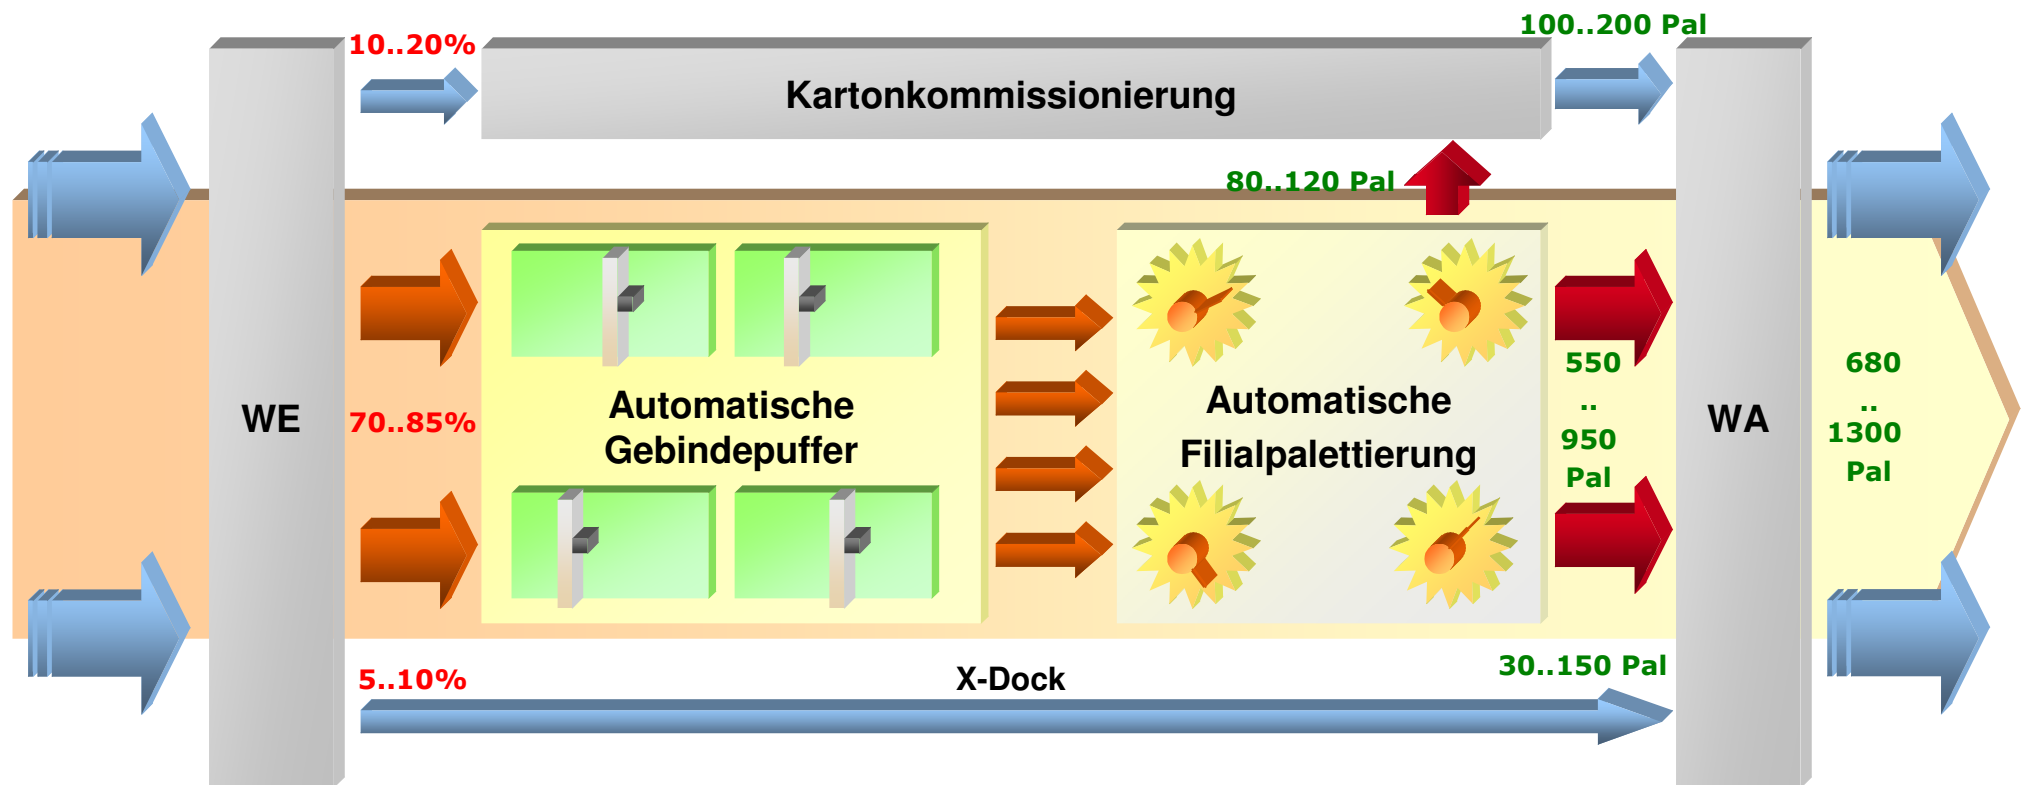 100..200 Pal
10..20%
Kartonkommissionierung
80..120 Pal
WE
70..85%
Automatische
Gebindepuffer
Automatische
Filialpalettierung
550
..
950
Pal
WA
680
..
1300
Pal
5..10%
X-Dock
30..150 Pal